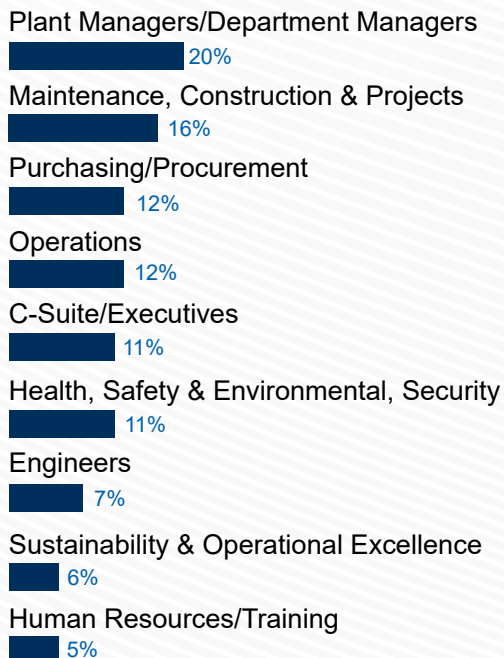 Plant Managers/Department Managers
20%
Maintenance, Construction & Projects
16%
Purchasing/Procurement
12%
Operations
12%
C-Suite/Executives
11%
Health, Safety & Environmental, Security
11%
Engineers
7%
Sustainability & Operational Excellence
6%
Human Resources/Training
5%